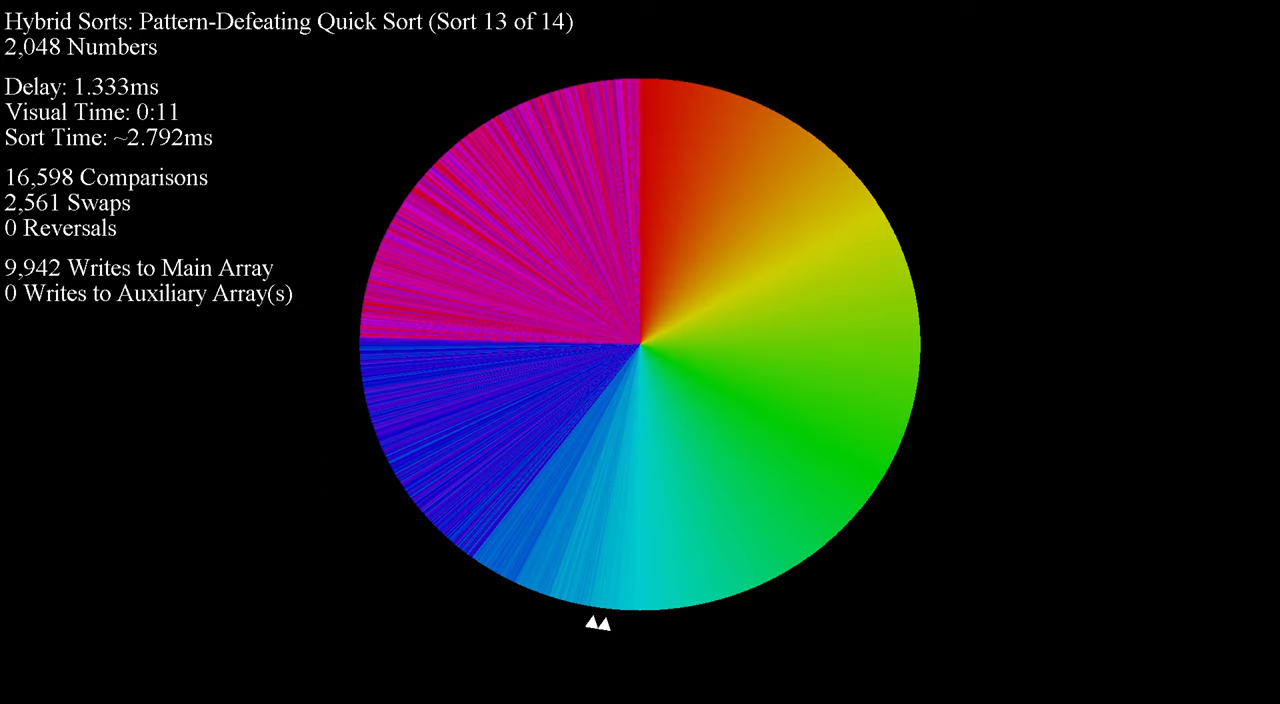 Hybrid Sorts: Pattern-Defeating Quick Sort (Sort 13 of 14)
2,048 Numbers
Delay: 1.333ms
Visual Time: 0:11
Sort Time: ~2.792ms
16,598 Comparisons
2,561 Swaps
0 Reversals
9,942 Writes to Main Array
0 Writes to Auxiliary Array(s)